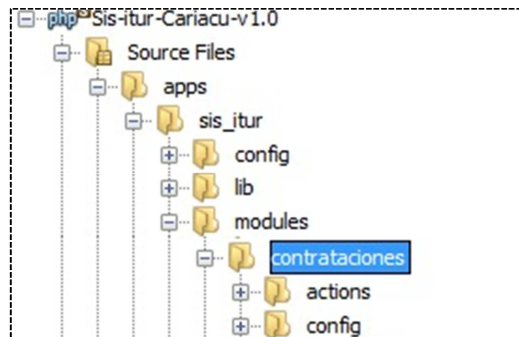 php Sis-itur-Cariacu-v1.0
Source Files
apps
sis_itur
config
lib
modules
contrataciones
actions
config